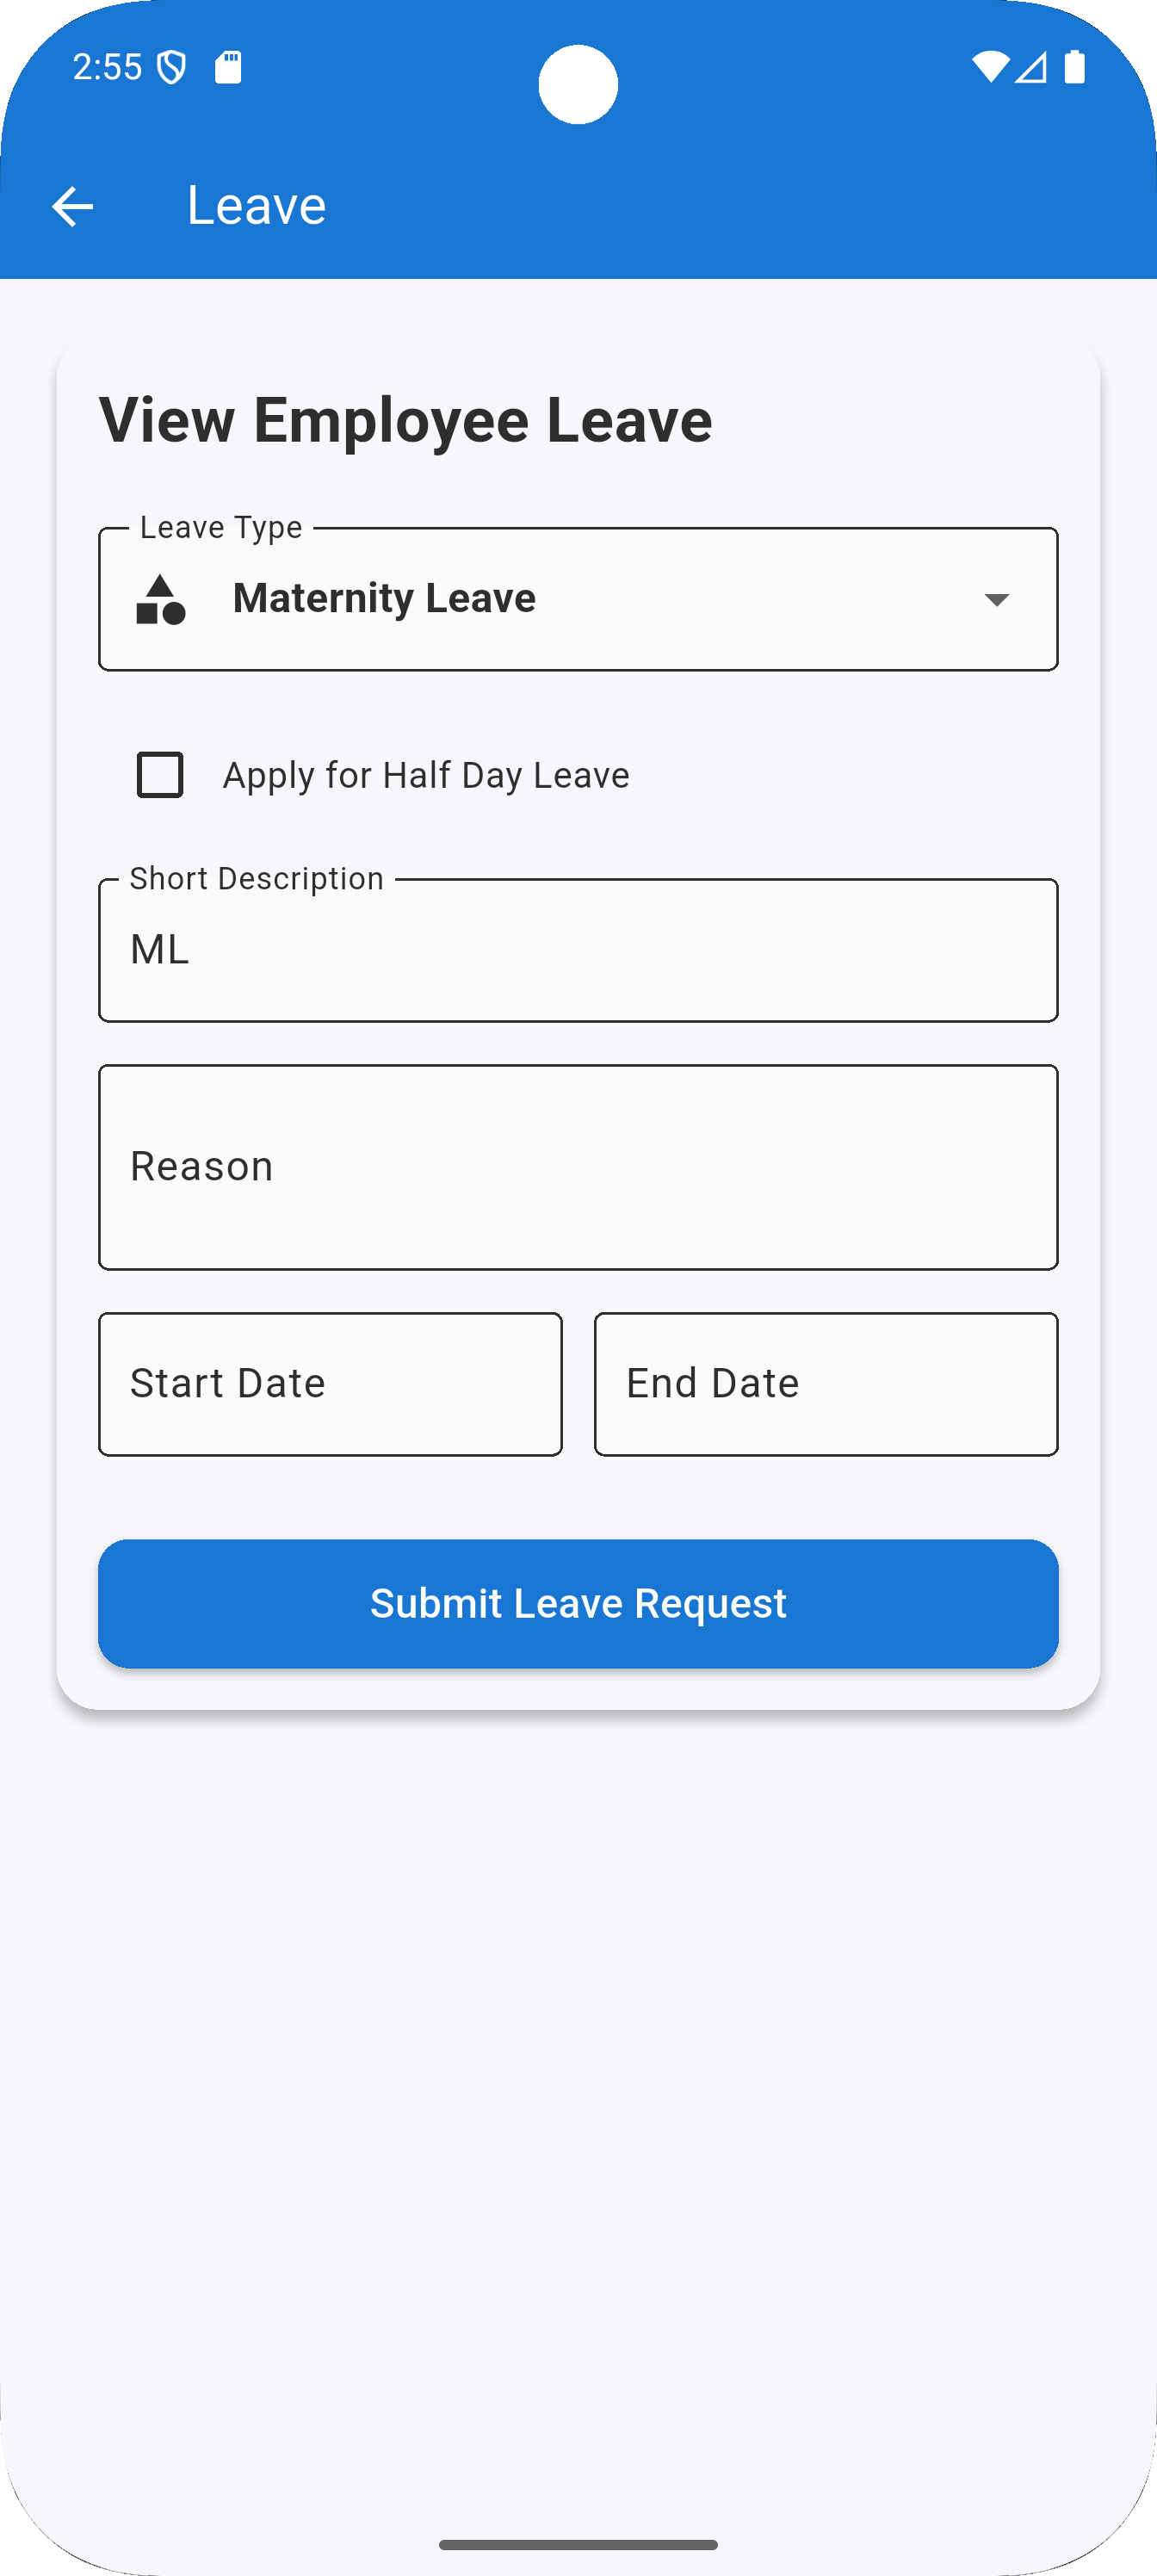 2:55
Leave
View Employee Leave
Leave Type
Maternity Leave
Apply for Half Day Leave
Short Description
ML
Reason
Start Date
End Date
Submit Leave Request